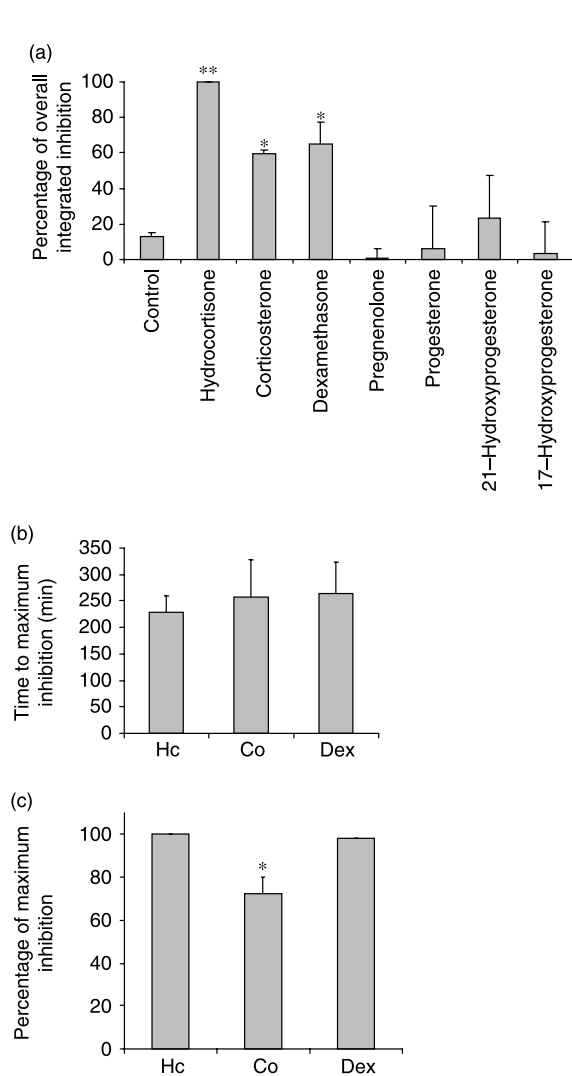 (a)
Percentage of overall
integrated inhibition
100
80
60
40
20
0
**
*
*
Control
Hydrocortisone
Corticosterone
Dexamethasone
Pregnenolone
Progesterone
21–Hydroxyprogesterone
17–Hydroxyprogesterone
(b)
Time to maximum
inhibition (min)
350
300
250
200
150
100
50
0
Hc Co Dex
(c)
Percentage of maximum
inhibition
100
80
60
40
20
0
*
Hc Co Dex